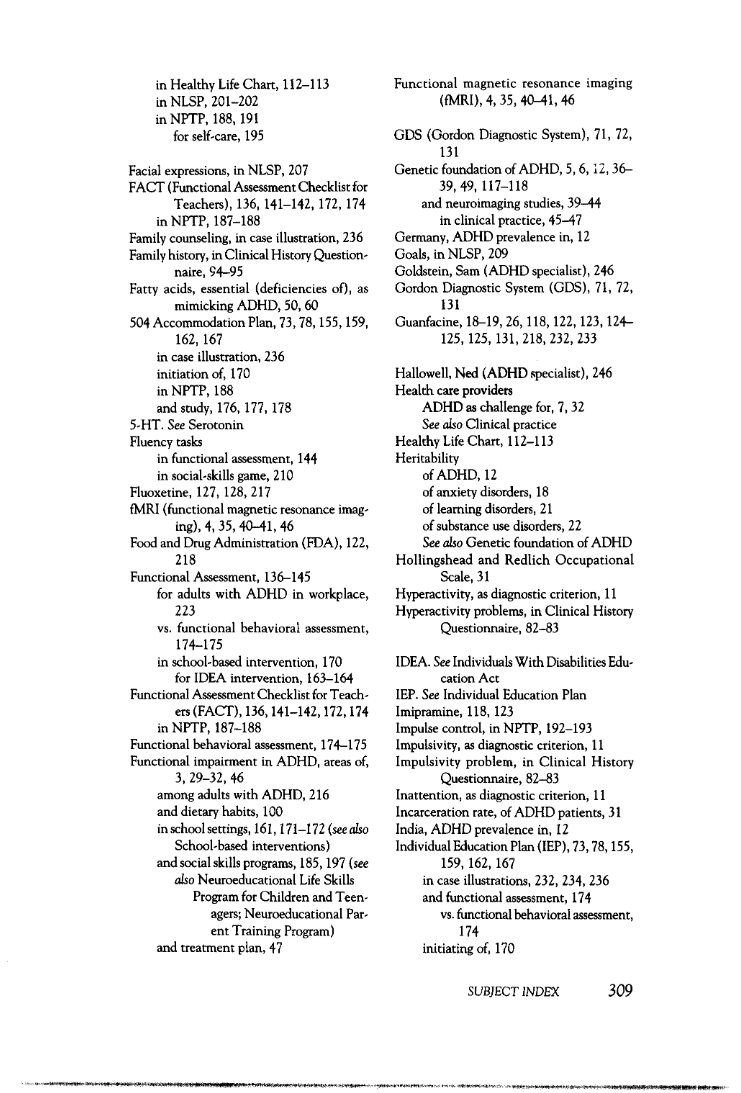 in Healthy Life Chart, 112–113
in NLSP, 201–202
in NPTP, 188, 191
for self-care, 195
Facial expressions, in NLSP, 207
FACT (Functional Assessment Checklist for
Teachers), 136, 141–142, 172, 174
in NPTP, 187–188
Family counseling, in case illustration, 236
Family history, in Clinical History Question-
naire, 94–95
Fatty acids, essential (deficiencies of), as
mimicking ADHD, 50, 60
504 Accommodation Plan, 73, 78, 155, 159,
162, 167
in case illustration, 236
initiation of, 170
in NPTP, 188
and study, 176, 177, 178
5-HT. See Serotonin
Fluency tasks
in functional assessment, 144
in social-skills game, 210
Fluoxetine, 127, 128, 217
fMRI (functional magnetic resonance imag-
ing), 4, 35, 40–41, 46
Food and Drug Administration (FDA), 122,
218
Functional Assessment, 136–145
for adults with ADHD in workplace,
223
vs. functional behavioral assessment,
174–175
in school-based intervention, 170
for IDEA intervention, 163–164
Functional Assessment Checklist for Teach-
ers (FACT), 136, 141–142, 172, 174
in NPTP, 187–188
Functional behavioral assessment, 174–175
Functional impairment in ADHD, areas of,
3, 29–32, 46
among adults with ADHD, 216
and dietary habits, 100
in school settings, 161, 171–172 (see also
School-based interventions)
and social skills programs, 185, 197 (see
also Neuroeducational Life Skills
Program for Children and Teen-
agers; Neuroeducational Par-
ent Training Program)
and treatment plan, 47
Functional magnetic resonance imaging
(fMRI), 4, 35, 40–41, 46
GDS (Gordon Diagnostic System), 71, 72,
131
Genetic foundation of ADHD, 5, 6, 12, 36–
39, 49, 117–118
and neuroimaging studies, 39–44
in clinical practice, 45–47
Germany, ADHD prevalence in, 12
Goals, in NLSP, 209
Goldstein, Sam (ADHD specialist), 246
Gordon Diagnostic System (GDS), 71, 72,
131
Guanfacine, 18–19, 26, 118, 122, 123, 124–
125, 125, 131, 218, 232, 233
Hallowell, Ned (ADHD specialist), 246
Health care providers
ADHD as challenge for, 7, 32
See also Clinical practice
Healthy Life Chart, 112–113
Heritability
of ADHD, 12
of anxiety disorders, 18
of learning disorders, 21
of substance use disorders, 22
See also Genetic foundation of ADHD
Hollingshead and Redlich Occupational
Scale, 31
Hyperactivity, as diagnostic criterion, 11
Hyperactivity problems, in Clinical History
Questionnaire, 82–83
IDEA. See Individuals With Disabilities Edu-
cation Act
IEP. See Individual Education Plan
Imipramine, 118, 123
Impulse control, in NPTP, 192–193
Impulsivity, as diagnostic criterion, 11
Impulsivity problem, in Clinical History
Questionnaire, 82–83
Inattention, as diagnostic criterion, 11
Incarceration rate, of ADHD patients, 31
India, ADHD prevalence in, 12
Individual Education Plan (IEP), 73, 78, 155,
159, 162, 167
in case illustrations, 232, 234, 236
and functional assessment, 174
vs. functional behavioral assessment,
174
initiating of, 170
SUBJECT INDEX 309